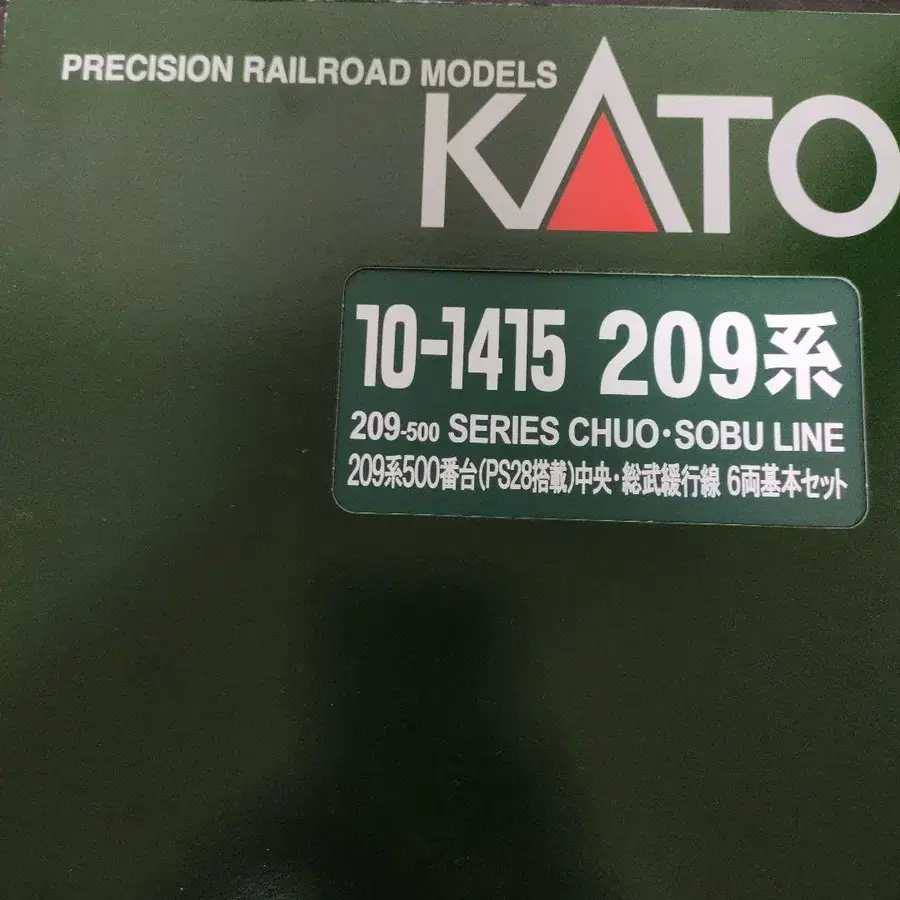 PRECISION RAILROAD MODELS
KATO
10-1415 209系
209-500 SERIES CHUO・SOBU LINE
209系500番台(PS28搭載)中央・総武緩行線 6両基本セット